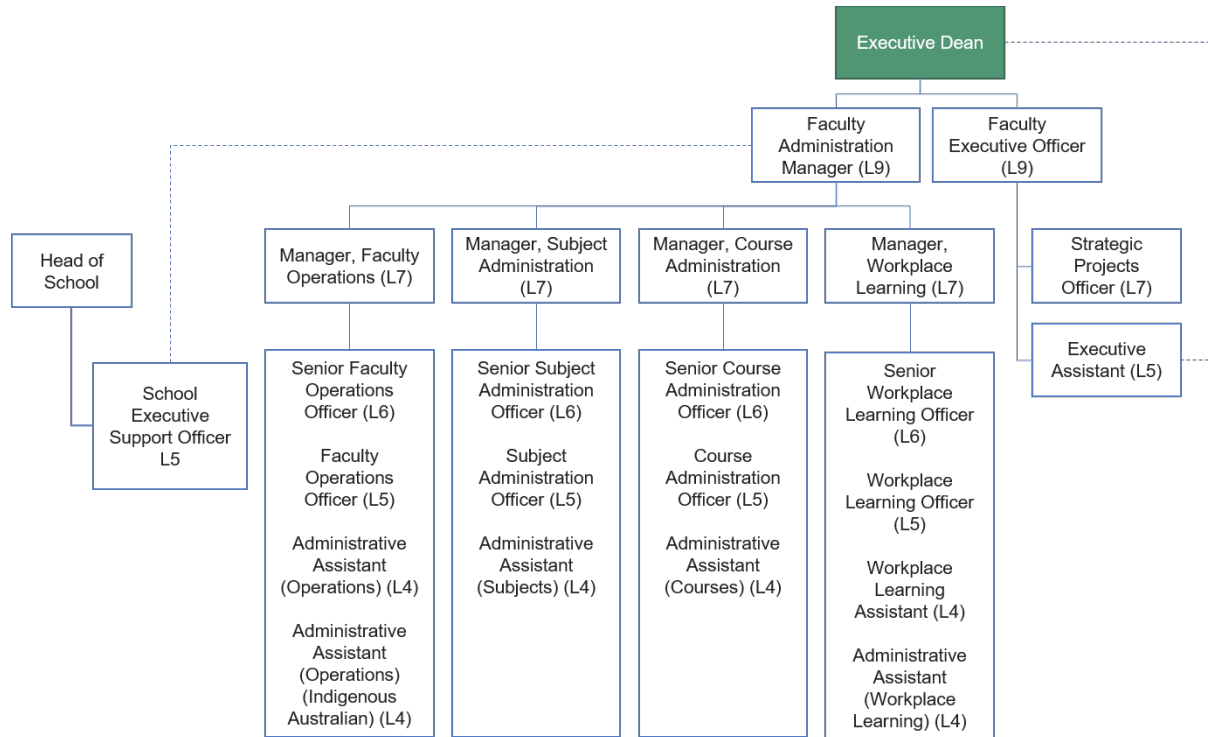 Executive Dean
Faculty
Administration
Manager (L9)
Faculty
Executive Officer
(L9)
Head of
School
Manager, Faculty
Operations (L7)
Manager, Subject
Administration
(L7)
Manager, Course
Administration
(L7)
Manager,
Workplace
Learning (L7)
Strategic
Projects
Officer (L7)
Executive
Assistant (L5)
School
Executive
Support Officer
L5
Senior Faculty
Operations
Officer (L6)
Faculty
Operations
Officer (L5)
Administrative
Assistant
(Operations) (L4)
Administrative
Assistant
(Operations)
(Indigenous
Australian) (L4)
Senior Subject
Administration
Officer (L6)
Subject
Administration
Officer (L5)
Administrative
Assistant
(Subjects) (L4)
Senior Course
Administration
Officer (L6)
Course
Administration
Officer (L5)
Administrative
Assistant
(Courses) (L4)
Senior
Workplace
Learning Officer
(L6)
Workplace
Learning Officer
(L5)
Workplace
Learning
Assistant (L4)
Administrative
Assistant
(Workplace
Learning) (L4)